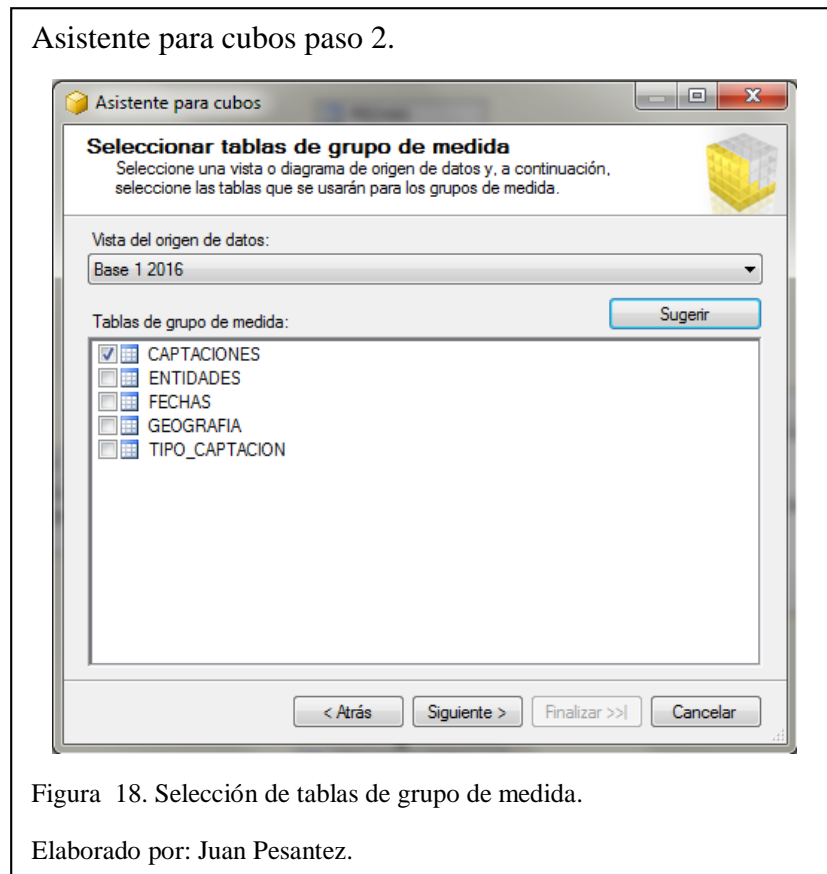 Asistente para cubos paso 2.
Asistente para cubos
Seleccionar tablas de grupo de medida
Seleccione una vista o diagrama de origen de datos y, a continuación,
seleccione las tablas que se usarán para los grupos de medida.
Vista del origen de datos:
Base 1 2016
Tablas de grupo de medida:
Sugerir
CAPTACIONES
ENTIDADES
FECHAS
GEOGRAFIA
TIPO_CAPTACION
< Atrás Siguiente > Finalizar >>| Cancelar
Figura 18. Selección de tablas de grupo de medida.
Elaborado por: Juan Pesantez.